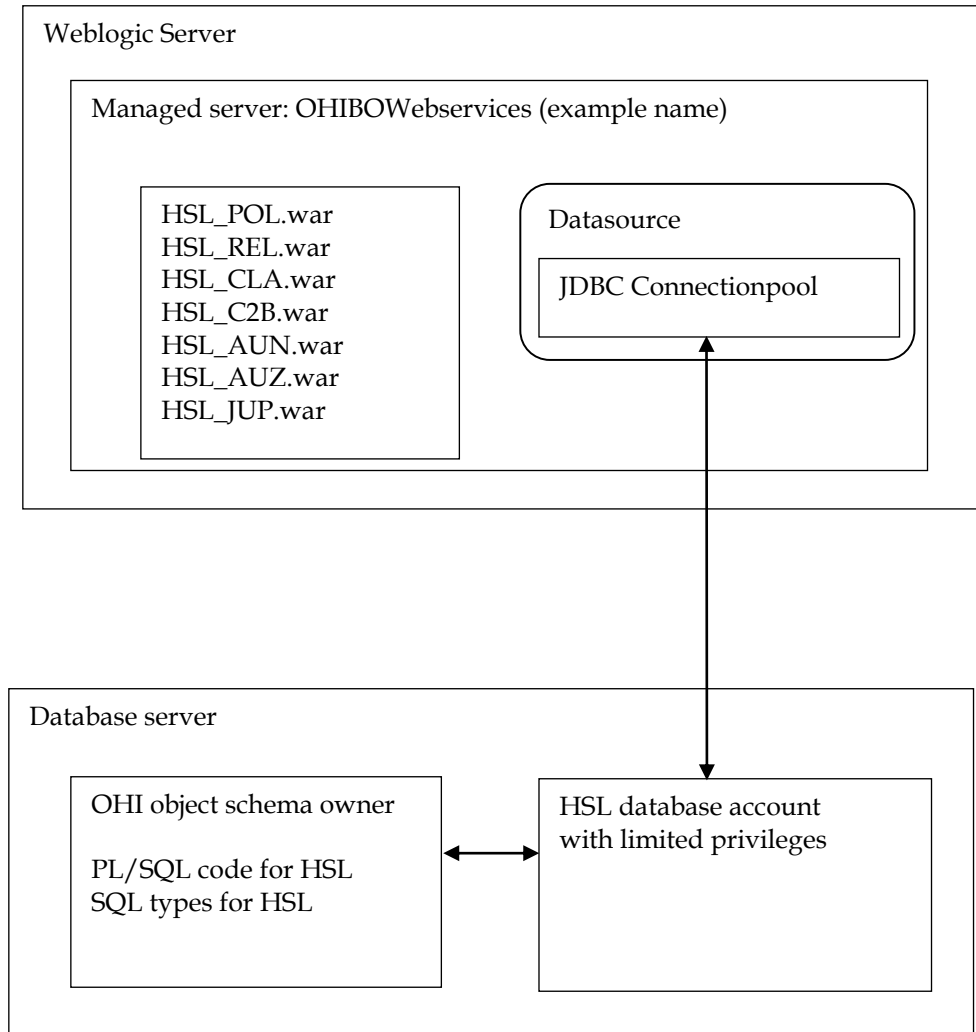 Weblogic Server
Managed server: OHIBOWebservices (example name)
HSL_POL.war
HSL_REL.war
HSL_CLA.war
HSL_C2B.war
HSL_AUN.war
HSL_AUZ.war
HSL_JUP.war
Datasource
JDBC Connectionpool
Database server
OHI object schema owner
PL/SQL code for HSL
SQL types for HSL
HSL database account
with limited privileges